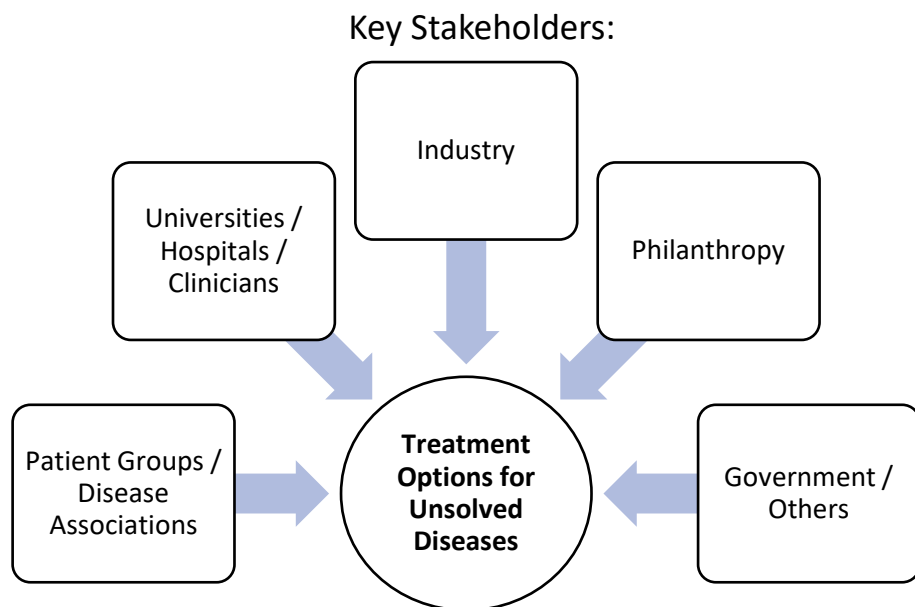 Key Stakeholders:
Industry
Universities /
Hospitals /
Clinicians
Philanthropy
Patient Groups /
Disease
Associations
Treatment
Options for
Unsolved
Diseases
Government /
Others